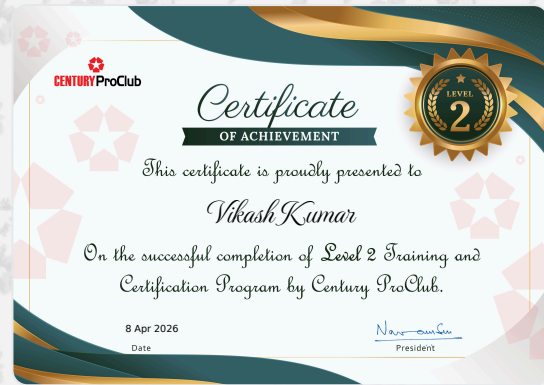 CENTURY ProClub
Certificate
OF ACHIEVEMENT
LEVEL
2
This certificate is proudly presented to
Vikash Kumar
On the successful completion of Level 2 Training and
Certification Program by Century ProClub.
8 Apr 2026
Date
President